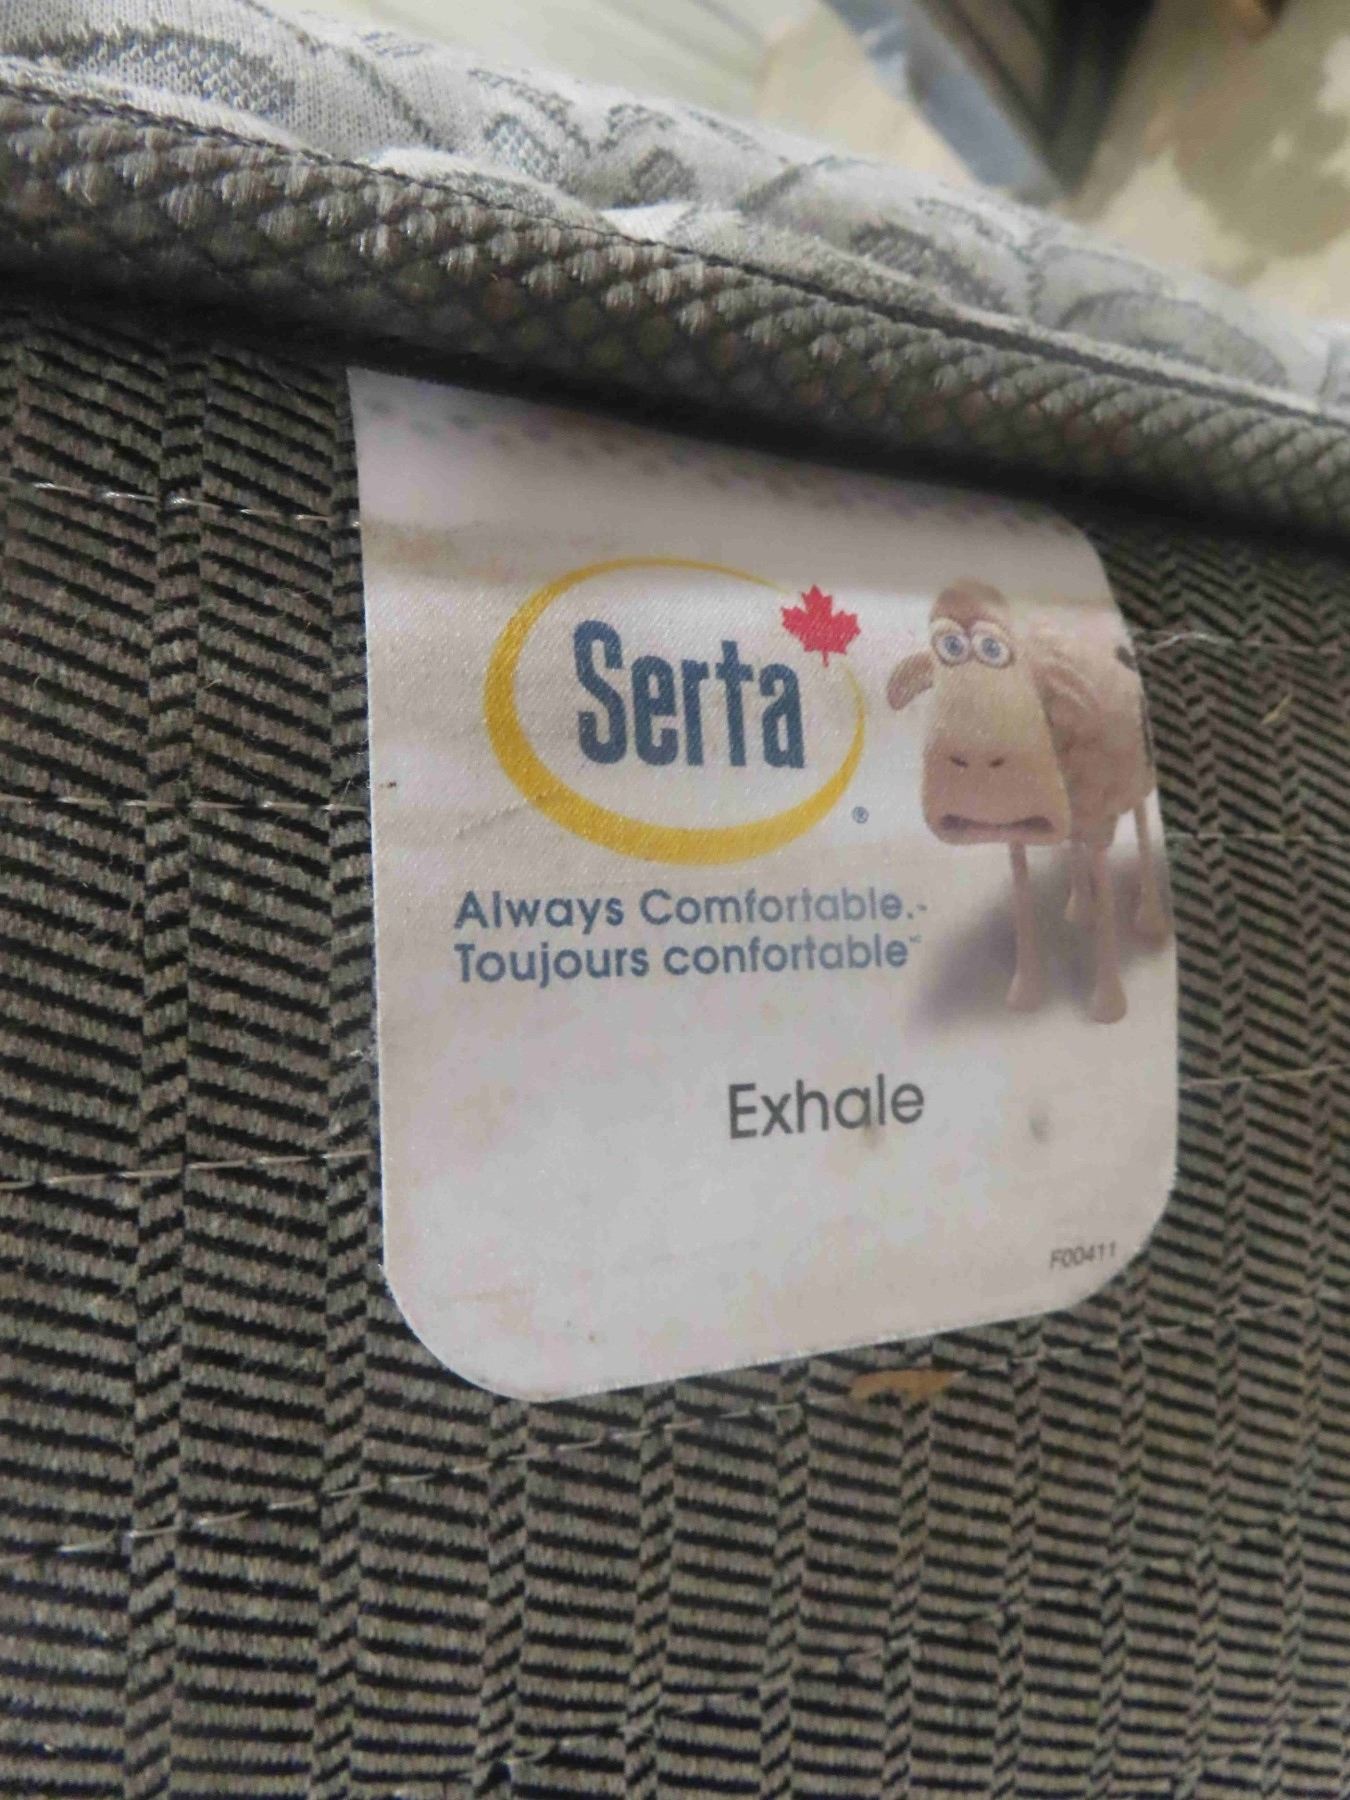 Serta®
Always Comfortable.
Toujours confortable
Exhale
F00411